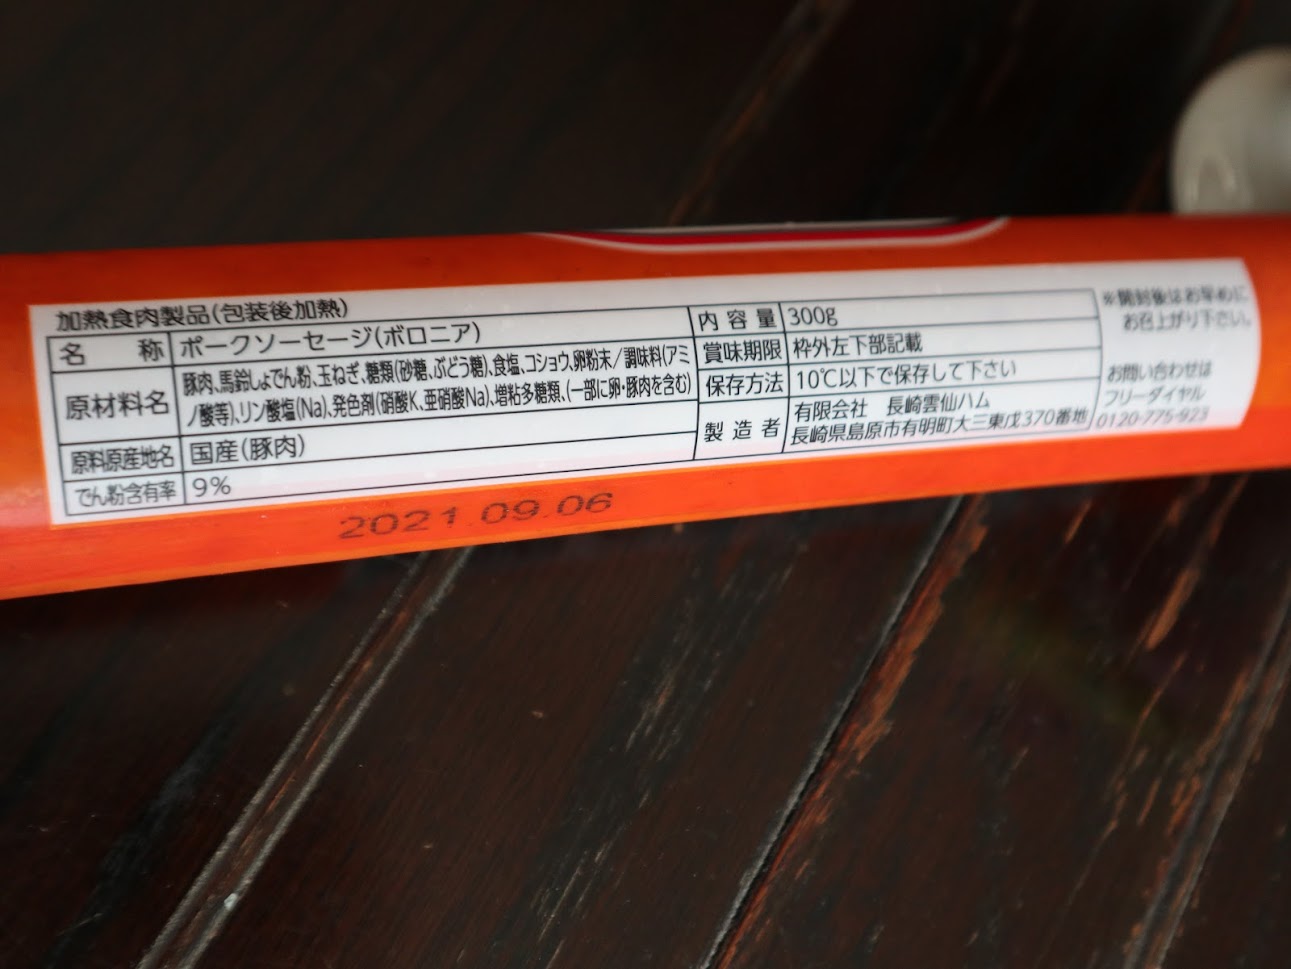 加熱食肉製品(包装後加熱)
名 称 ポークソーセージ(ボロニア)
原材料名 豚肉、馬鈴しょでん粉、玉ねぎ、糖類(砂糖、ぶどう糖)、食塩、コショウ、卵粉末/調味料(アミ
ノ酸等)、リン酸塩(Na)、発色剤(硝酸K、亜硝酸Na)、増粘多糖類、(一部に卵・豚肉を含む)
原料原産地名 国産(豚肉)
でん粉含有率 9%
内容量 300g
賞味期限 枠外左下部記載
保存方法 10℃以下で保存して下さい
製造者 有限会社 長崎雲仙ハム
長崎県島原市有明町大三東戊370番地
※開封後はお早めに
お召上がり下さい。
お問い合わせは
フリーダイヤル
0120-775-923
2021.09.06